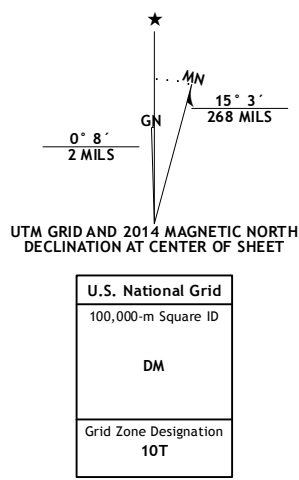 ★
MN
GN
15° 3´
268 MILS
0° 8´
2 MILS
UTM GRID AND 2014 MAGNETIC NORTH
DECLINATION AT CENTER OF SHEET
U.S. National Grid
100,000-m Square ID
DM
Grid Zone Designation
10T